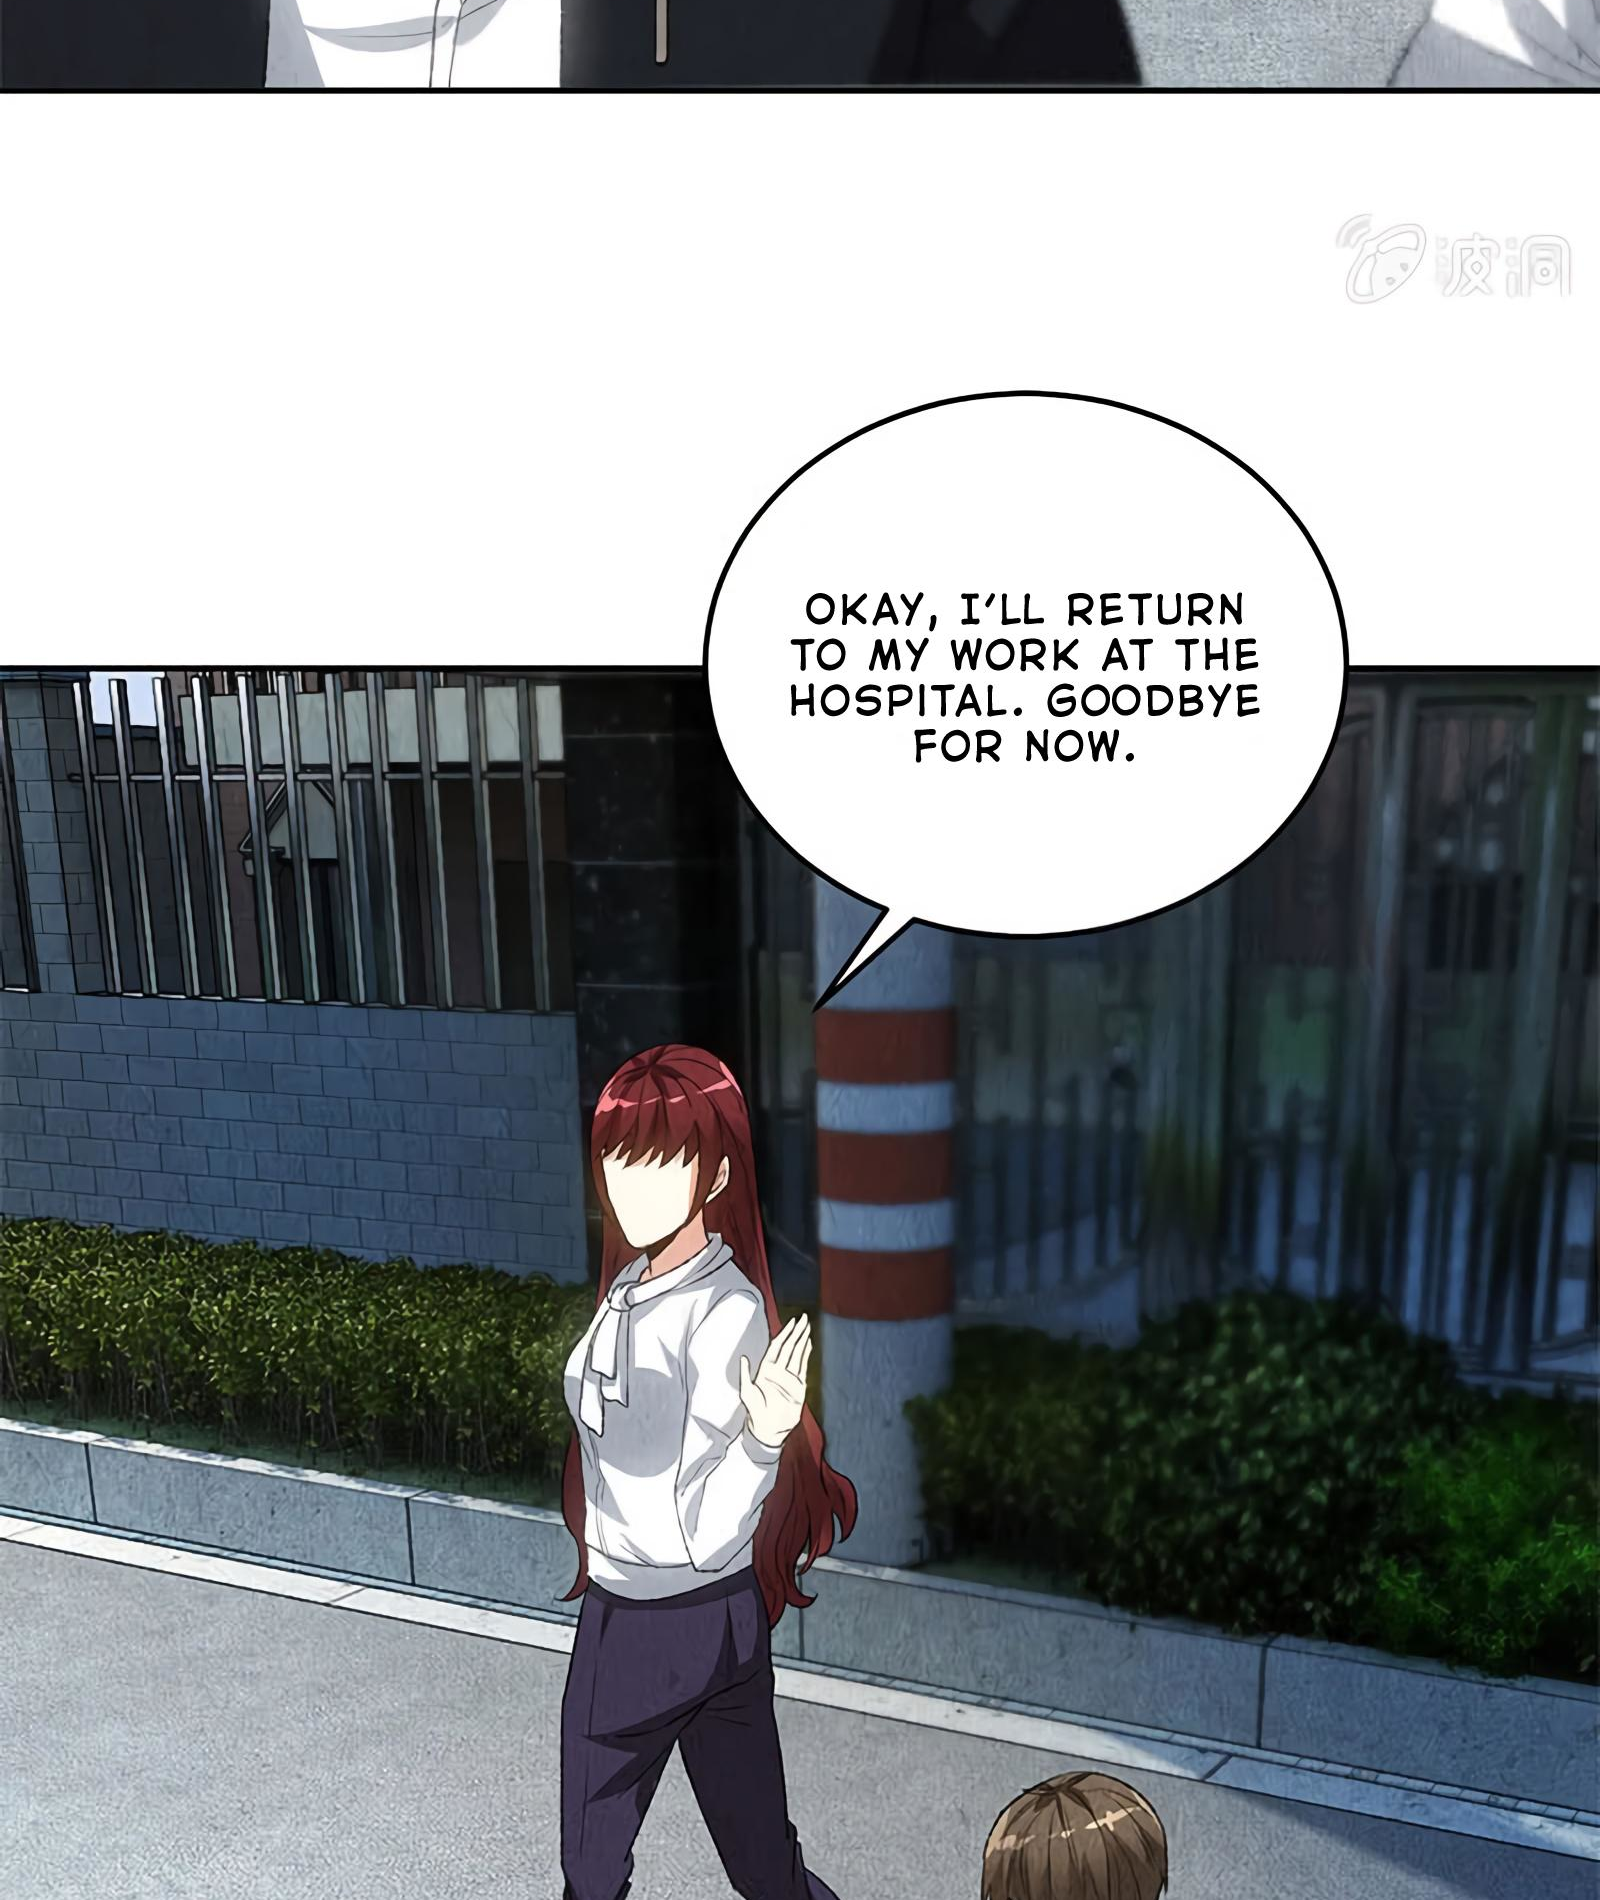 波洞
OKAY, I'LL RETURN
TO MY WORK AT THE
HOSPITAL. GOODBYE
FOR NOW.